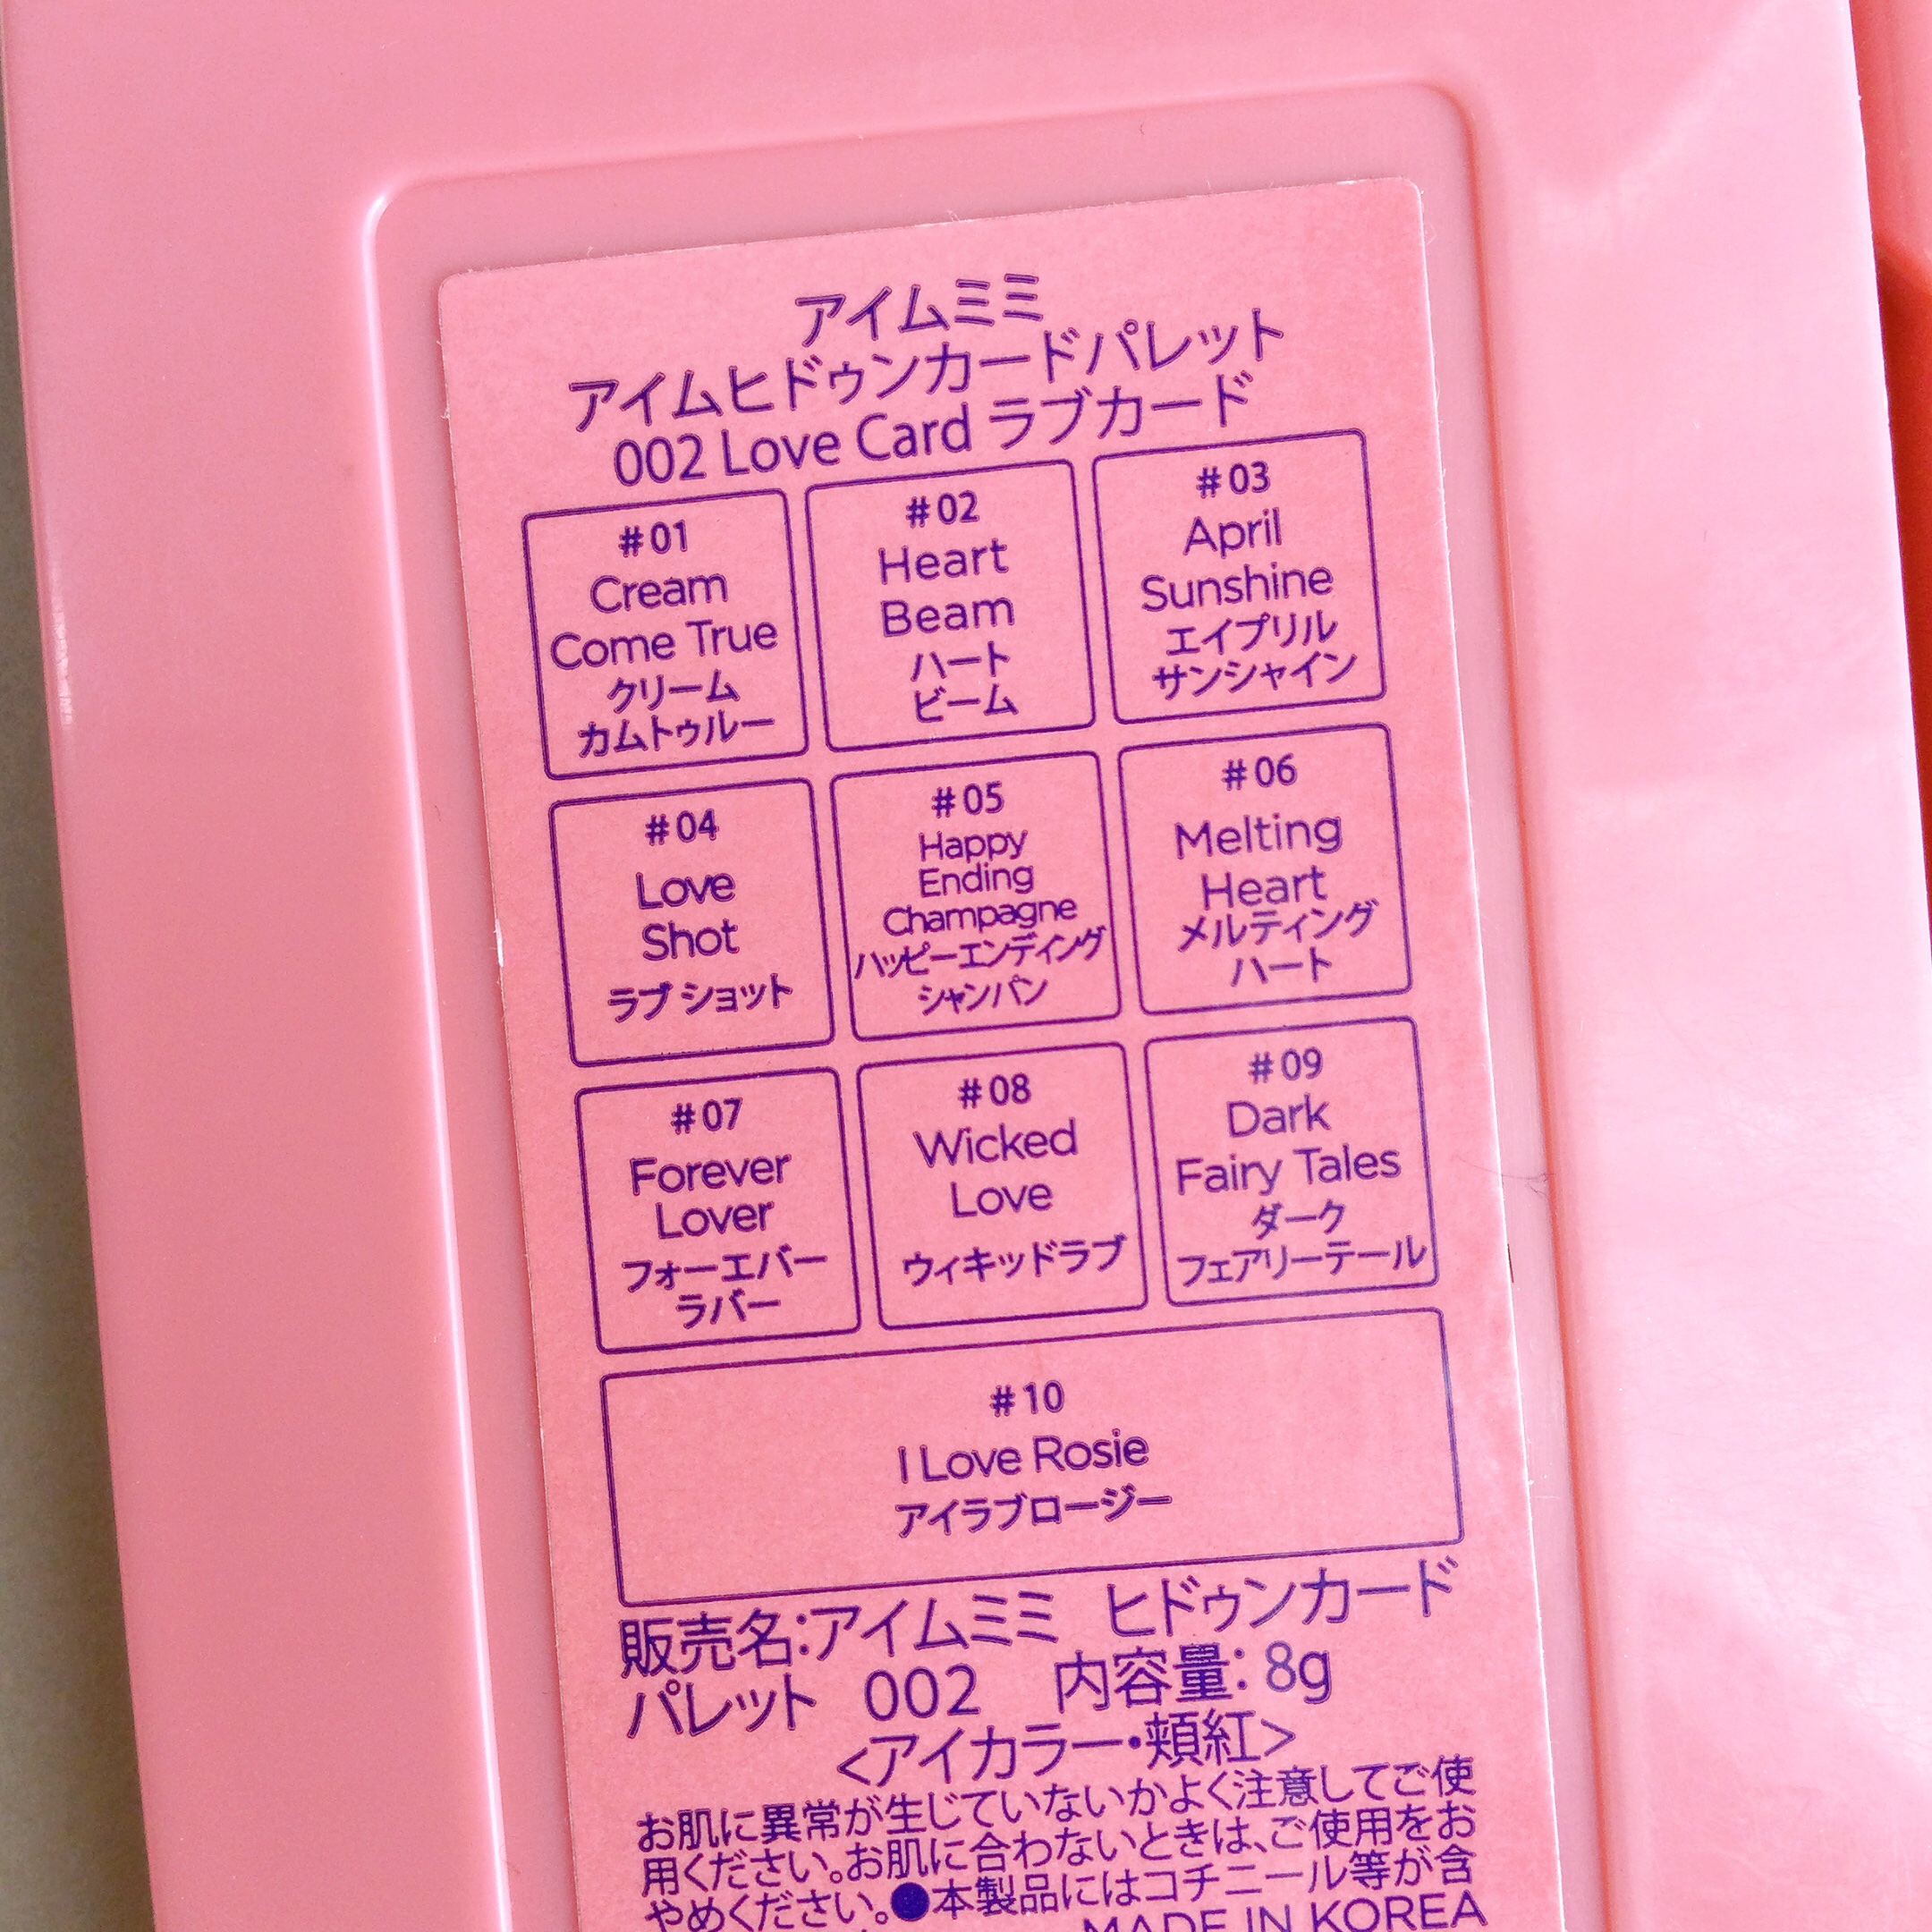 アイムミミ
アイムヒドゥンカードパレット
002 Love Card ラブカード
#01
Cream
Come True
クリーム
カムトゥルー
#02
Heart
Beam
ハート
ビーム
#03
April
Sunshine
エイプリル
サンシャイン
#04
Love
Shot
ラブ ショット
#05
Happy
Ending
Champagne
ハッピーエンディング
シャンパン
#06
Melting
Heart
メルティング
ハート
#07
Forever
Lover
フォーエバー
ラバー
#08
Wicked
Love
ウィキッドラブ
#09
Dark
Fairy Tales
ダーク
フェアリーテール
#10
I Love Rosie
アイラブロージー
販売名:アイムミミ ヒドゥンカード
パレット 002 内容量: 8g
<アイカラー・頬紅>
お肌に異常が生じていないかよく注意してご使
用ください。お肌に合わないときは、ご使用をお
やめください。●本製品にはコチニール等が含
MADE IN KOREA